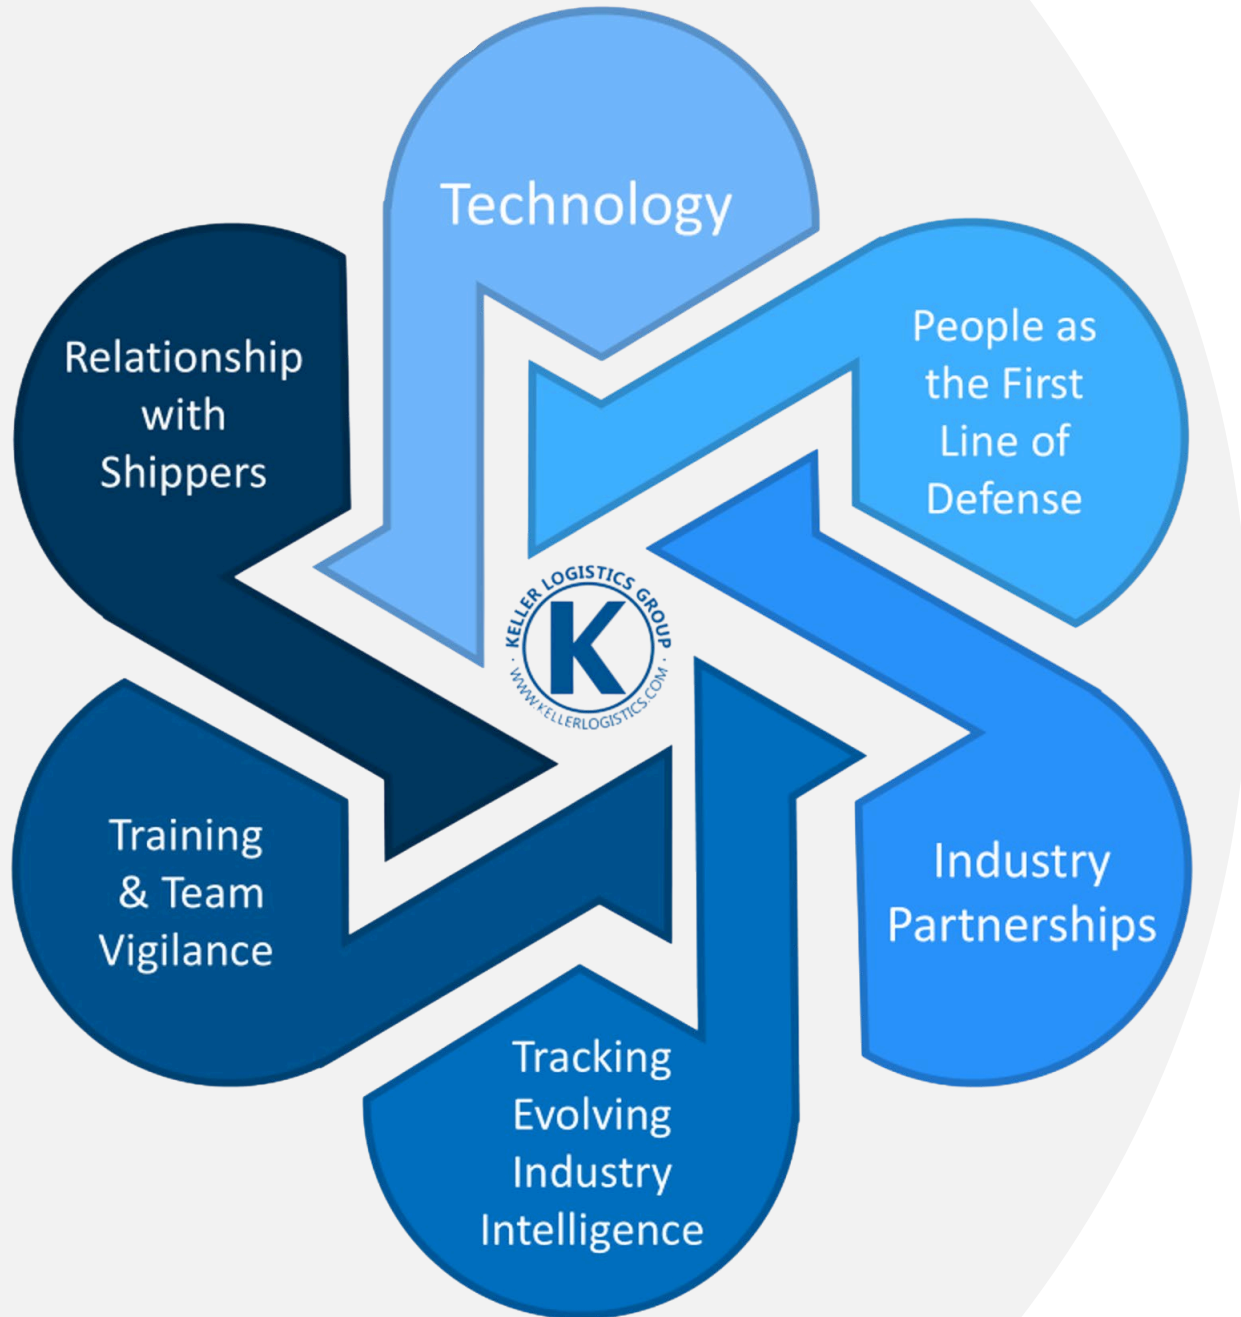 Technology
People as
the First
Line of
Defense
Industry
Partnerships
Tracking
Evolving
Industry
Intelligence
Training
& Team
Vigilance
Relationship
with
Shippers
KELLER LOGISTICS GROUP
K
· WWW.KELLERLOGISTICS.COM ·